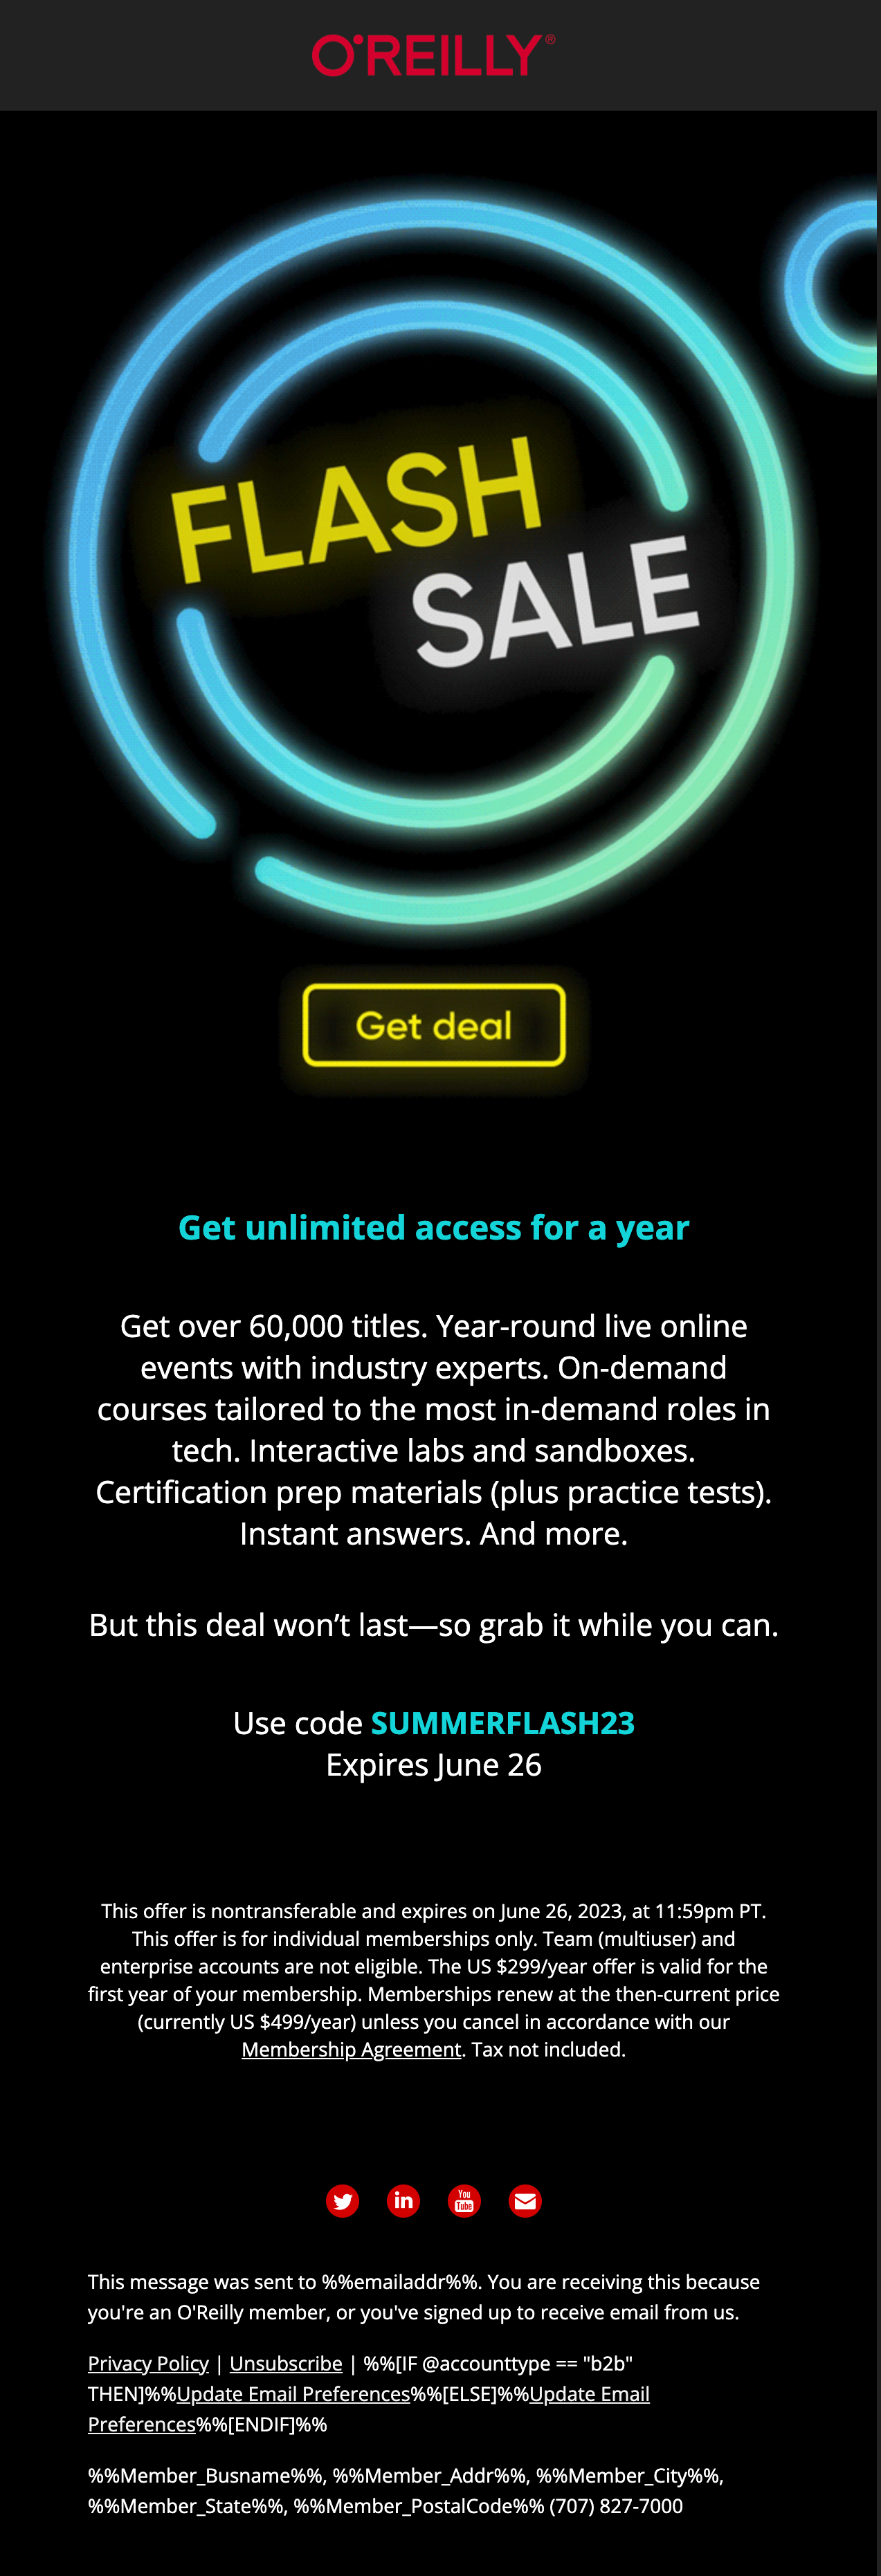 O'REILLY®
FLASH
SALE
Get deal
Get unlimited access for a year
Get over 60,000 titles. Year-round live online
events with industry experts. On-demand
courses tailored to the most in-demand roles in
tech. Interactive labs and sandboxes.
Certification prep materials (plus practice tests).
Instant answers. And more.
But this deal won’t last—so grab it while you can.
Use code SUMMERFLASH23
Expires June 26
This offer is nontransferable and expires on June 26, 2023, at 11:59pm PT.
This offer is for individual memberships only. Team (multiuser) and
enterprise accounts are not eligible. The US $299/year offer is valid for the
first year of your membership. Memberships renew at the then-current price
(currently US $499/year) unless you cancel in accordance with our
Membership Agreement. Tax not included.
in
You
Tube
This message was sent to %%emailaddr%%. You are receiving this because
you're an O'Reilly member, or you've signed up to receive email from us.
Privacy Policy | Unsubscribe | %%[IF @accounttype == "b2b"
THEN]%%Update Email Preferences%%[ELSE]%%Update Email
Preferences%%[ENDIF]%%
%%Member_Busname%%, %%Member_Addr%%, %%Member_City%%,
%%Member_State%%, %%Member_PostalCode%% (707) 827-7000